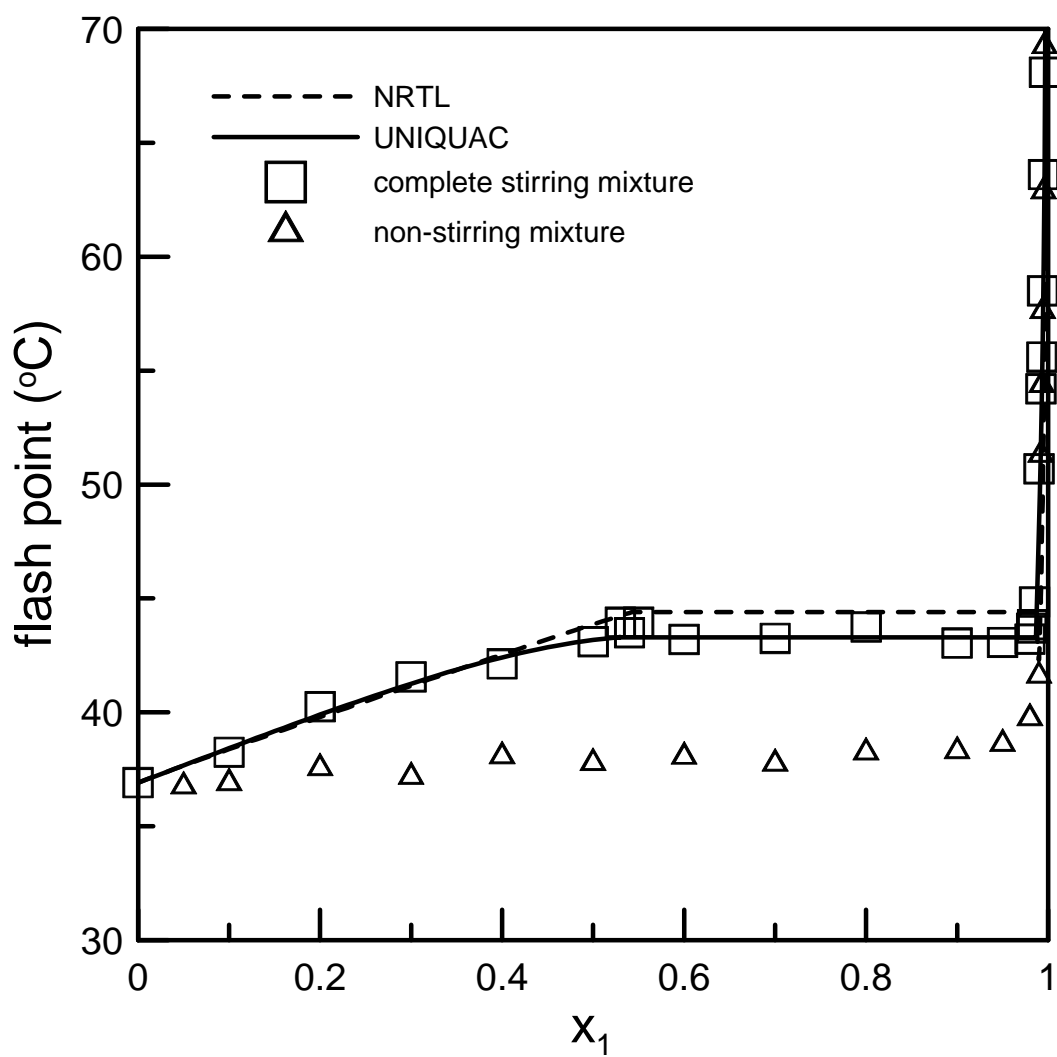 70
60
50
40
30
flash point (ºC)
NRTL
UNIQUAC
complete stirring mixture
non-stirring mixture
0 0.2 0.4 0.6 0.8 1
x₁